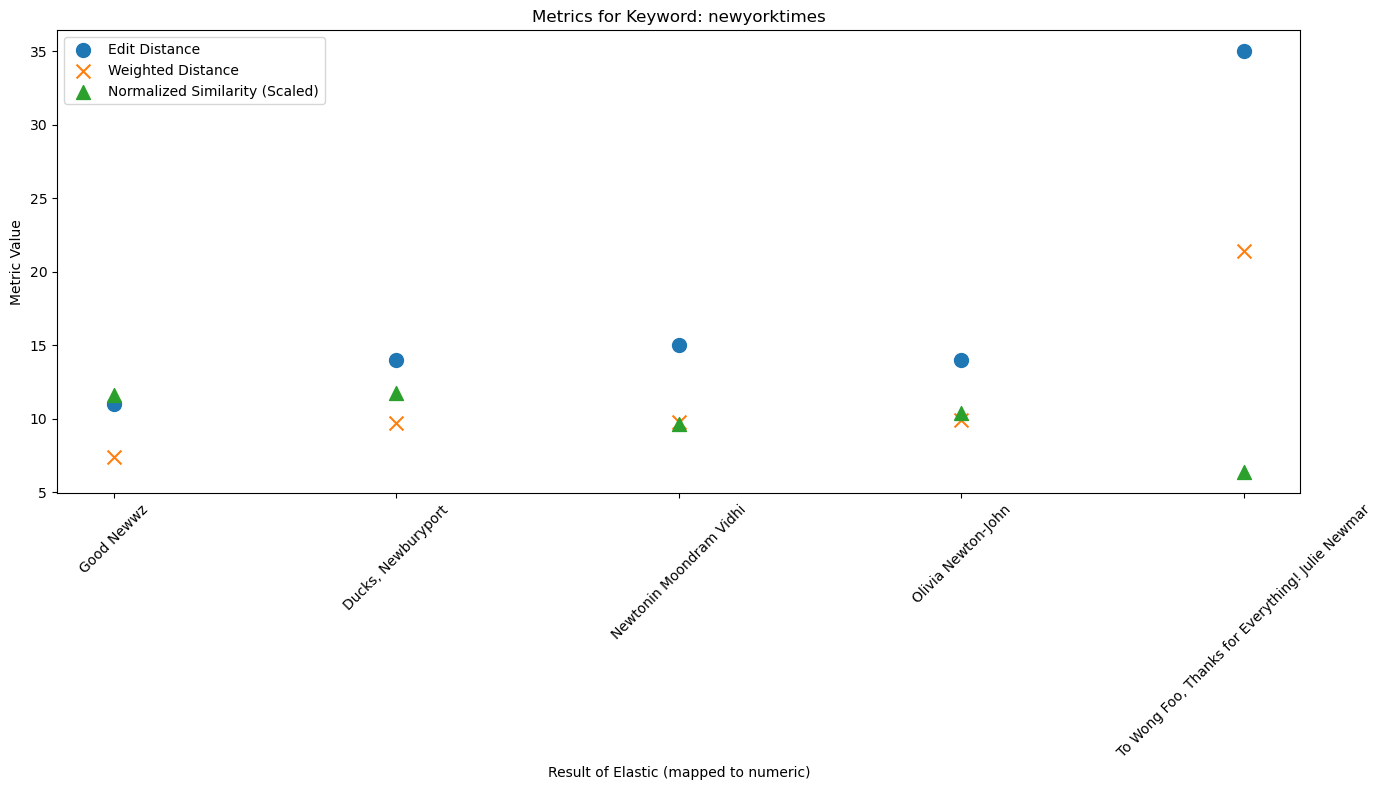 Metrics for Keyword: newyorktimes
Edit Distance
Weighted Distance
Normalized Similarity (Scaled)
Metric Value
35
30
25
20
15
10
5
Good Newwz
Ducks, Newburyport
Newtonin Moondram Vidhi
Olivia Newton-John
To Wong Foo, Thanks for Everything! Julie Newmar
Result of Elastic (mapped to numeric)